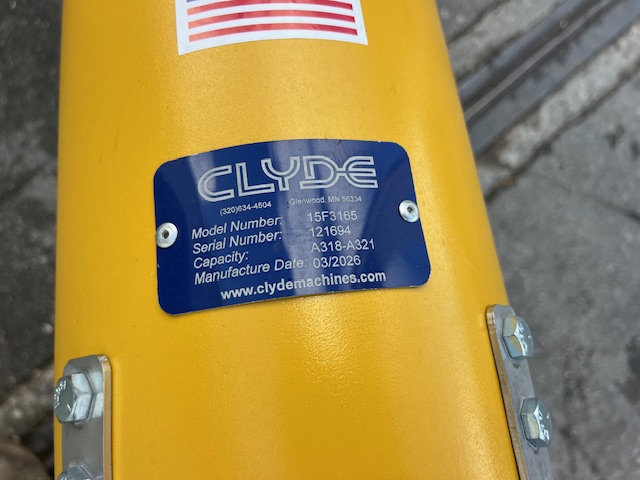 CLYDE
(320)634-4504 Glenwood, MN 56334
Model Number: 15F3165
Serial Number: 121694
Capacity: A318-A321
Manufacture Date: 03/2026
www.clydemachines.com